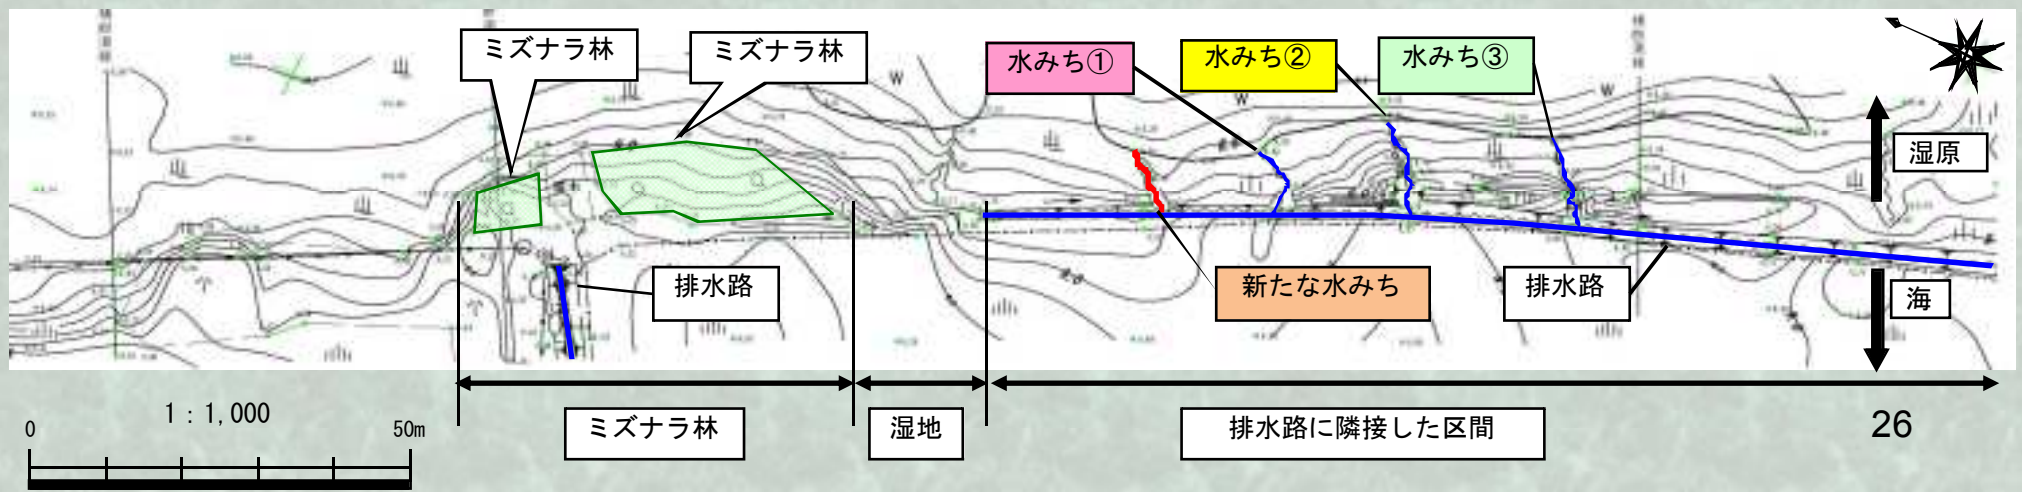 ミズナラ林
ミズナラ林
水みち①
水みち②
水みち③
W
W
W
湿原
排水路
新たな水みち
排水路
海
1：1,000
0
50m
ミズナラ林
湿地
排水路に隣接した区間
26